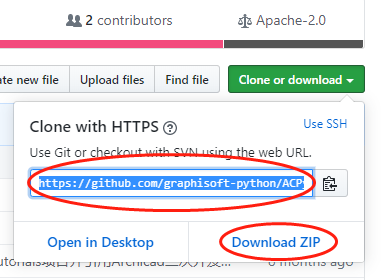 2 contributors
Apache-2.0
ate new file
Upload files
Find file
Clone or download
Clone with HTTPS
Use SSH
Use Git or checkout with SVN using the web URL.
https://github.com/graphisoft-python/ACP
Open in Desktop
Download ZIP
months ago